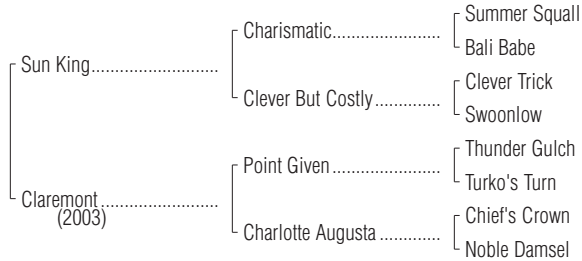 Summer Squall
Charismatic....................
Bali Babe
Sun King.........................
Clever Trick
Clever But Costly.............
Swoonlow
Thunder Gulch
Point Given....................
Turko's Turn
Claremont.......................
(2003)
Chief's Crown
Charlotte Augusta............
Noble Damsel